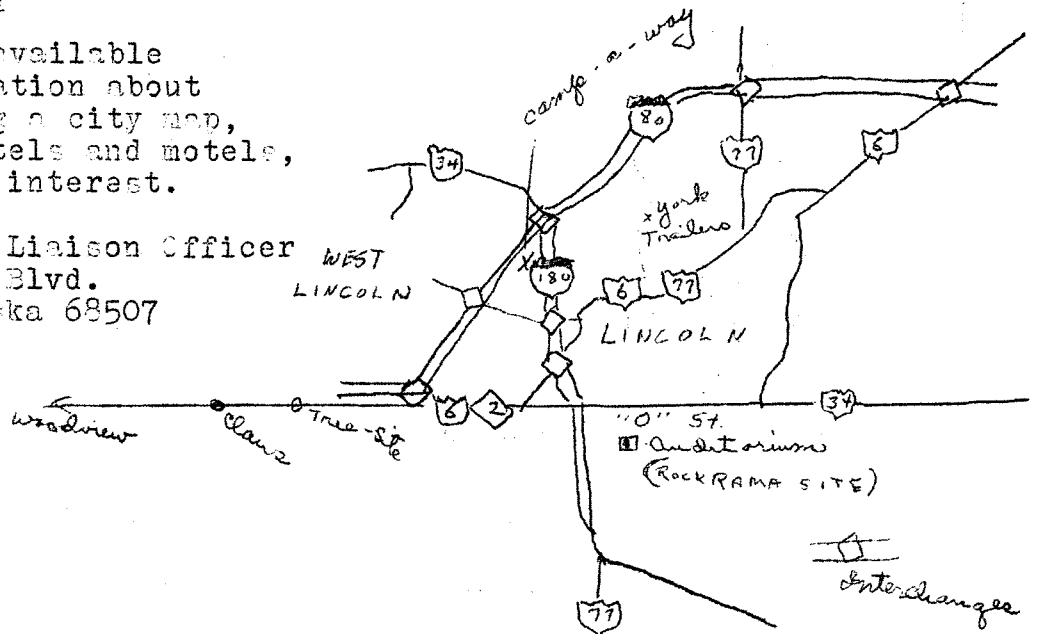 available
ation about
g a city map,
tels and motels,
interest.
Liaison Officer
Blvd.
ka 68507
camp-a-way
80
34
77
6
x York
Trailers
WEST
LINCOLN
x
180
6
77
LINCOLN
6
2
34
"O" St.
Woodview
Claus
Tree-Site
Auditorium
(ROCKRAMA SITE)
Interchanges
77